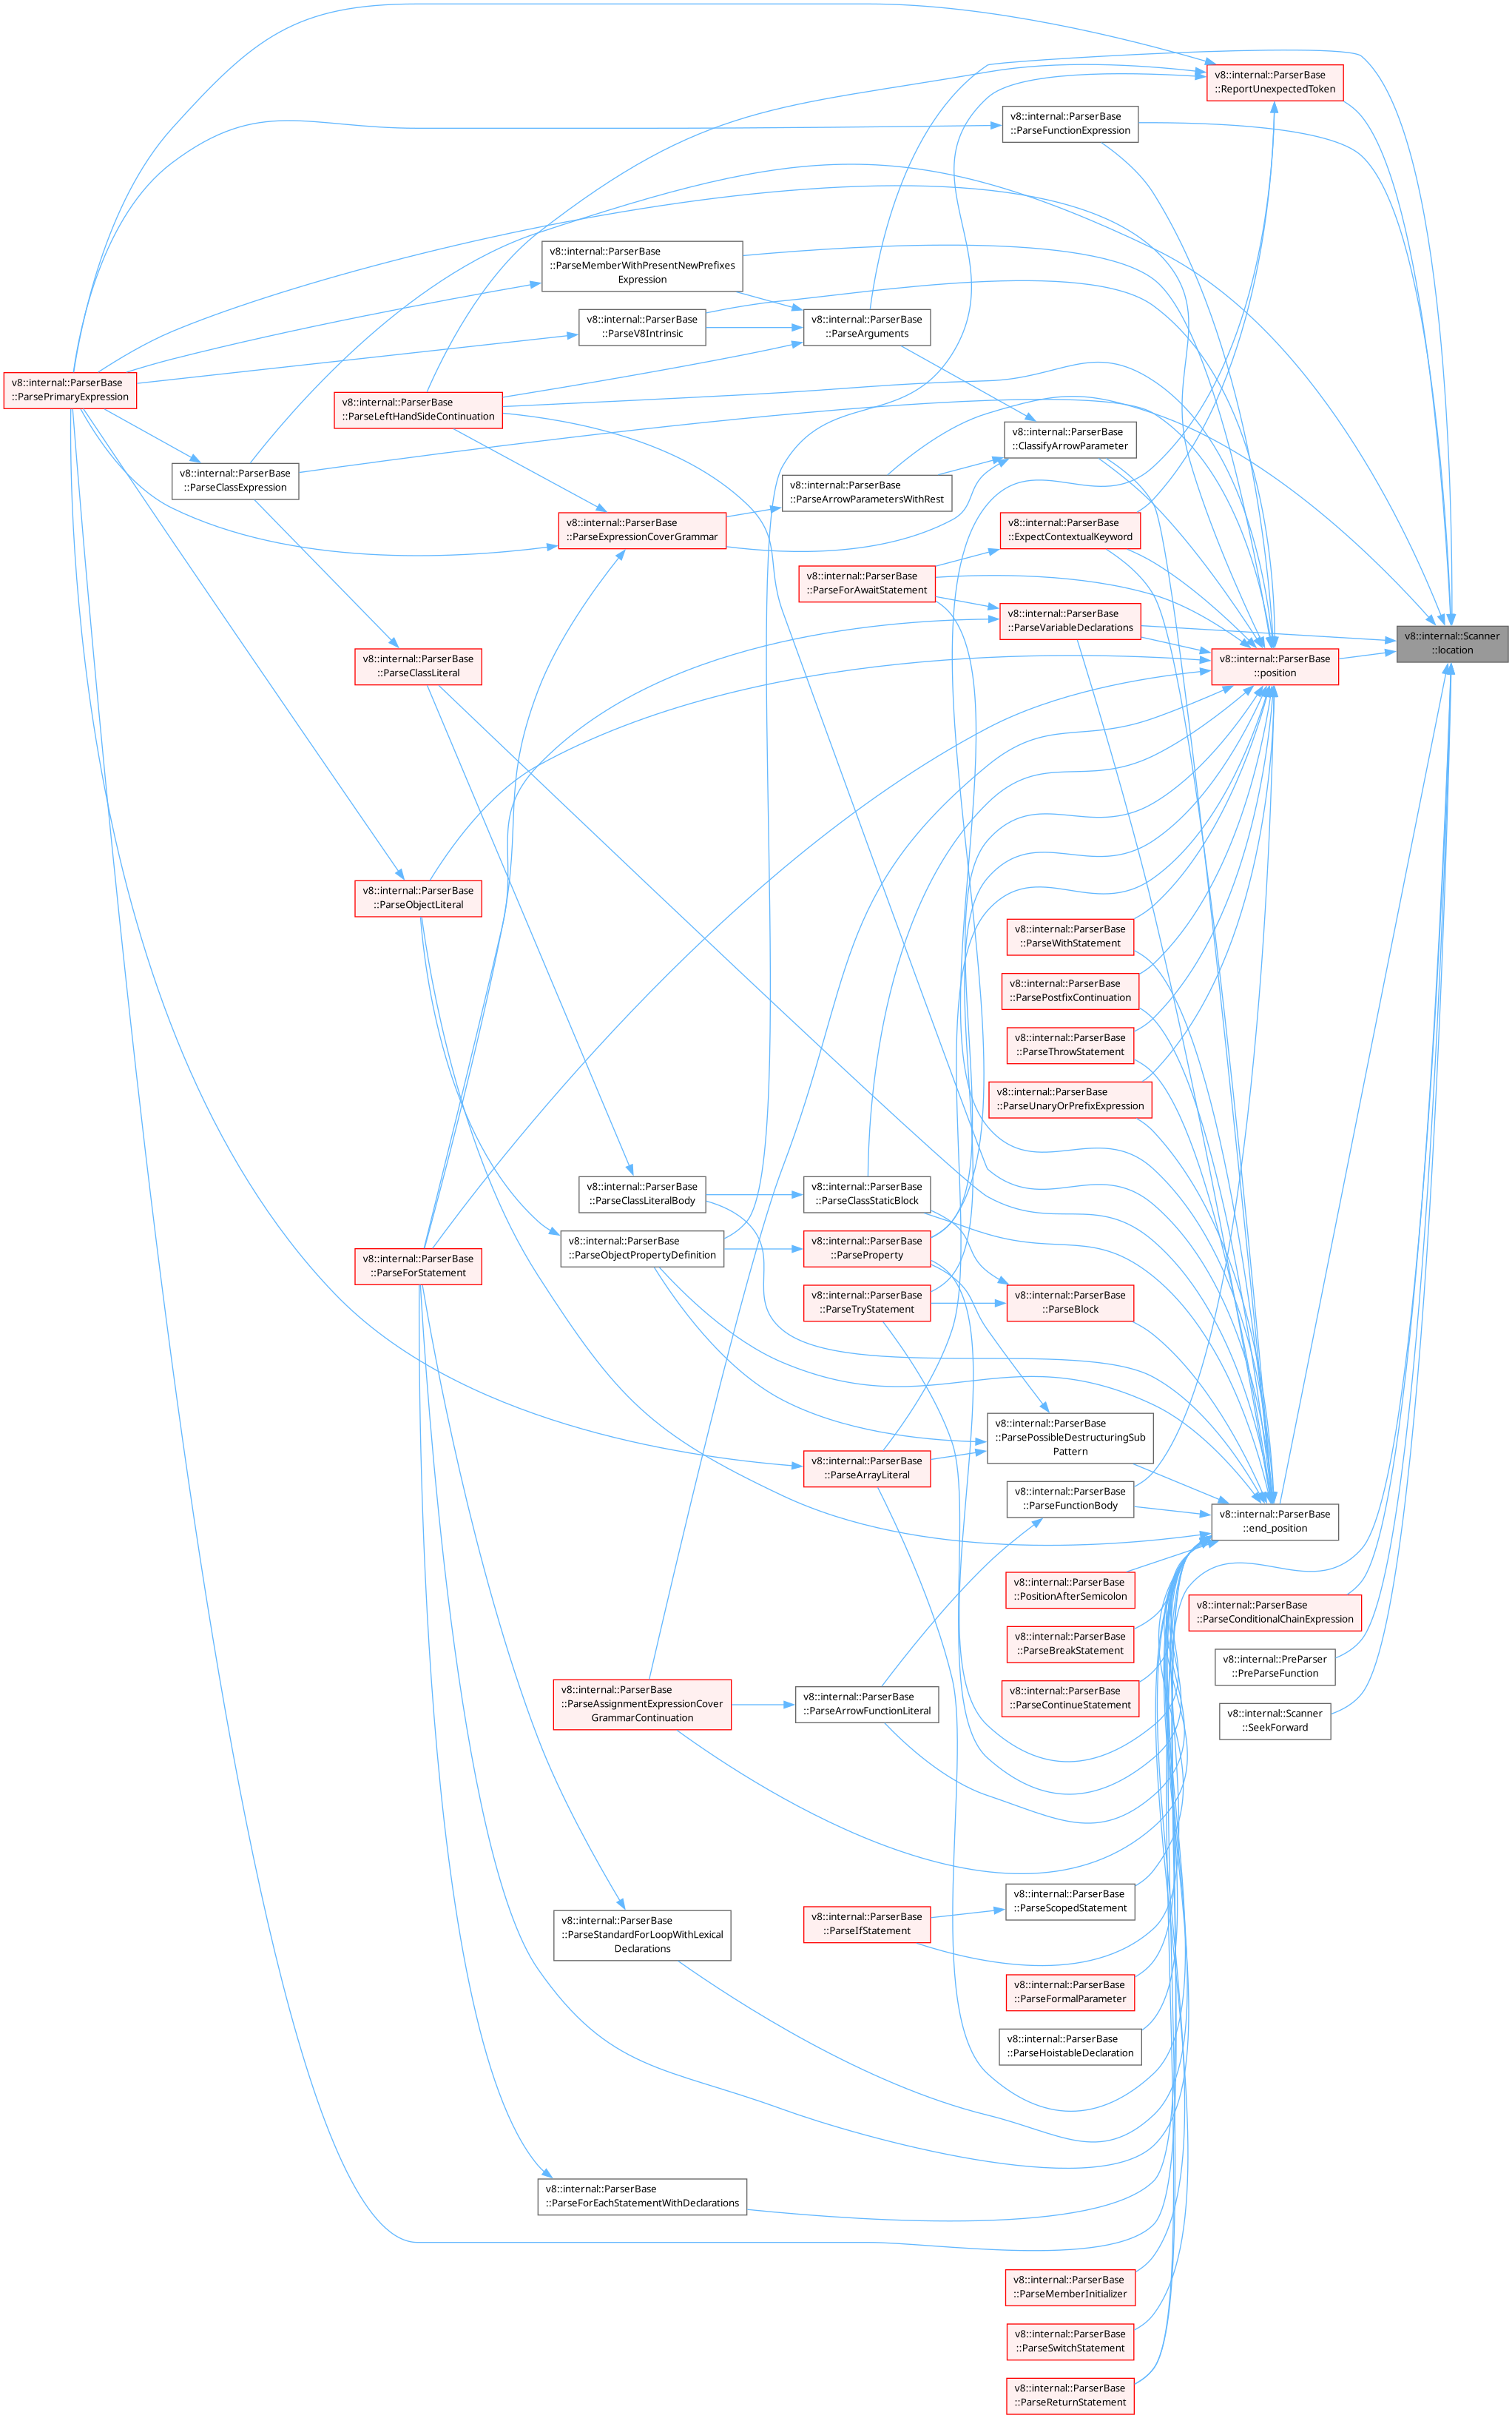 v8::internal::ParserBase
::ReportUnexpectedToken
v8::internal::ParserBase
::ParseFunctionExpression
v8::internal::ParserBase
::ParseMemberWithPresentNewPrefixes
Expression
v8::internal::ParserBase
::ParseV8Intrinsic
v8::internal::ParserBase
::ParseArguments
v8::internal::ParserBase
::ParsePrimaryExpression
v8::internal::ParserBase
::ParseLeftHandSideContinuation
v8::internal::ParserBase
::ClassifyArrowParameter
v8::internal::ParserBase
::ParseClassExpression
v8::internal::ParserBase
::ParseArrowParametersWithRest
v8::internal::ParserBase
::ParseExpressionCoverGrammar
v8::internal::ParserBase
::ExpectContextualKeyword
v8::internal::ParserBase
::ParseForAwaitStatement
v8::internal::ParserBase
::ParseVariableDeclarations
v8::internal::Scanner
::location
v8::internal::ParserBase
::ParseClassLiteral
v8::internal::ParserBase
::position
v8::internal::ParserBase
::ParseObjectLiteral
v8::internal::ParserBase
::ParseWithStatement
v8::internal::ParserBase
::ParsePostfixContinuation
v8::internal::ParserBase
::ParseThrowStatement
v8::internal::ParserBase
::ParseUnaryOrPrefixExpression
v8::internal::ParserBase
::ParseClassLiteralBody
v8::internal::ParserBase
::ParseClassStaticBlock
v8::internal::ParserBase
::ParseObjectPropertyDefinition
v8::internal::ParserBase
::ParseProperty
v8::internal::ParserBase
::ParseForStatement
v8::internal::ParserBase
::ParseTryStatement
v8::internal::ParserBase
::ParseBlock
v8::internal::ParserBase
::ParsePossibleDestructuringSub
Pattern
v8::internal::ParserBase
::ParseArrayLiteral
v8::internal::ParserBase
::ParseFunctionBody
v8::internal::ParserBase
::end_position
v8::internal::ParserBase
::PositionAfterSemicolon
v8::internal::ParserBase
::ParseConditionalChainExpression
v8::internal::ParserBase
::ParseBreakStatement
v8::internal::PreParser
::PreParseFunction
v8::internal::ParserBase
::ParseAssignmentExpressionCover
GrammarContinuation
v8::internal::ParserBase
::ParseArrowFunctionLiteral
v8::internal::ParserBase
::ParseContinueStatement
v8::internal::Scanner
::SeekForward
v8::internal::ParserBase
::ParseScopedStatement
v8::internal::ParserBase
::ParseStandardForLoopWithLexical
Declarations
v8::internal::ParserBase
::ParseIfStatement
v8::internal::ParserBase
::ParseFormalParameter
v8::internal::ParserBase
::ParseHoistableDeclaration
v8::internal::ParserBase
::ParseForEachStatementWithDeclarations
v8::internal::ParserBase
::ParseMemberInitializer
v8::internal::ParserBase
::ParseSwitchStatement
v8::internal::ParserBase
::ParseReturnStatement